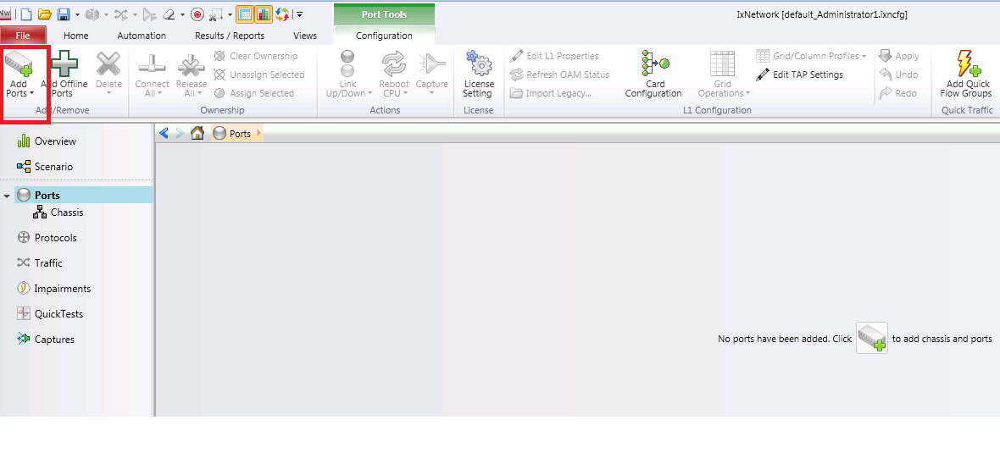 Nw
Port Tools
IxNetwork [default_Administrator1.ixncfg]
File Home Automation Results / Reports Views Configuration
Add Ports
Add Offline Ports
Delete
Add/Remove
Connect All
Release All
Clear Ownership
Unassign Selected
Assign Selected
Ownership
Link Up/Down
Reboot CPU
Capture
Actions
License Setting
License
Edit L1 Properties
Refresh OAM Status
Import Legacy...
Card Configuration
Grid Operations
Grid/Column Profiles
Edit TAP Settings
L1 Configuration
Apply
Undo
Redo
Add Quick Flow Groups
Quick Traffic
Overview
Scenario
Ports
Chassis
Protocols
Traffic
Impairments
QuickTests
Captures
Ports
No ports have been added. Click to add chassis and ports